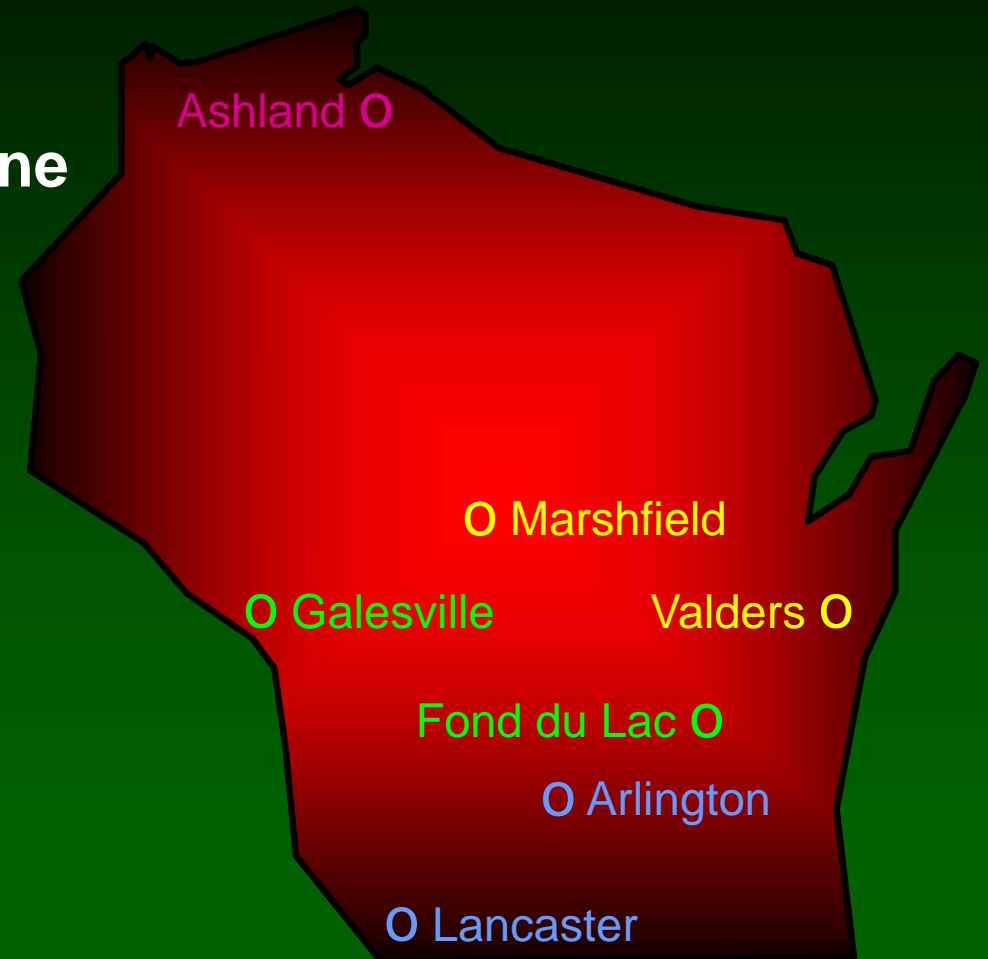 Ashland O
ne
O Marshfield
O Galesville
Valders O
Fond du Lac O
O Arlington
O Lancaster